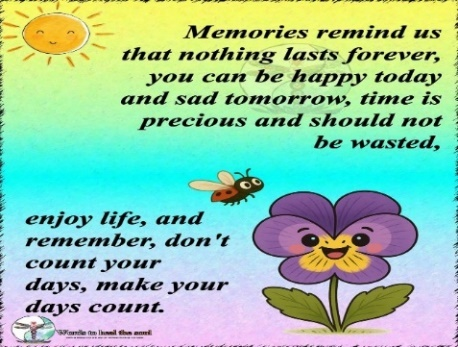 Memories remind us
that nothing lasts forever,
you can be happy today
and sad tomorrow, time is
precious and should not
be wasted,
enjoy life, and
remember, don't
count your
days, make your
days count.
Words to heal the soul